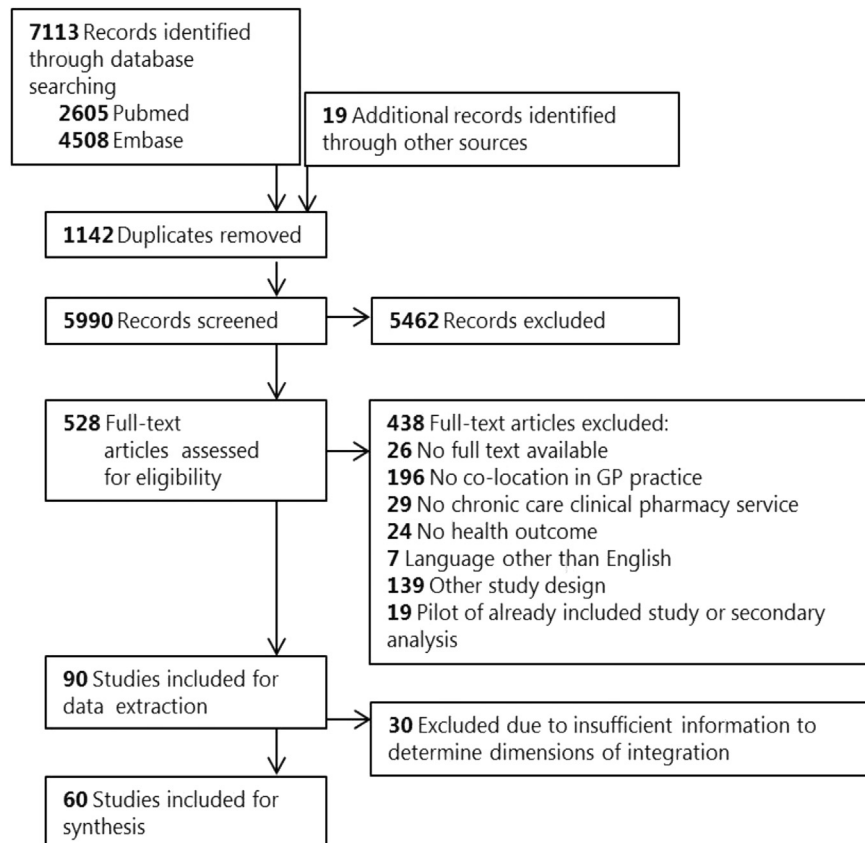 7113 Records identified
through database
searching
2605 Pubmed
4508 Embase
19 Additional records identified
through other sources
1142 Duplicates removed
5990 Records screened
5462 Records excluded
528 Full-text
articles assessed
for eligibility
438 Full-text articles excluded:
26 No full text available
196 No co-location in GP practice
29 No chronic care clinical pharmacy service
24 No health outcome
7 Language other than English
139 Other study design
19 Pilot of already included study or secondary
analysis
90 Studies included for
data extraction
30 Excluded due to insufficient information to
determine dimensions of integration
60 Studies included for
synthesis